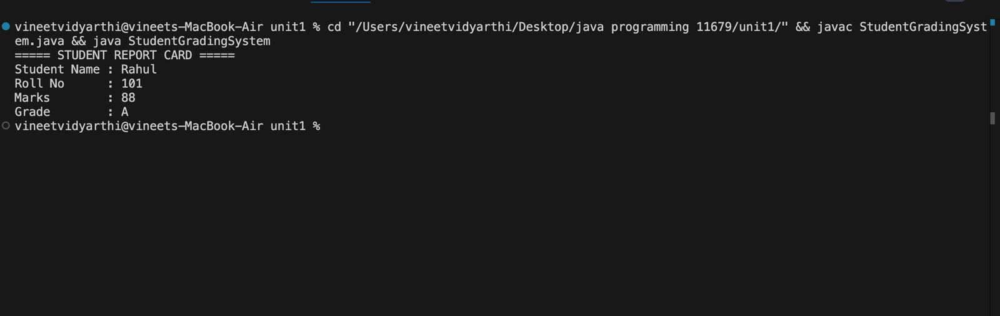 vineetvidyarthi@vineets-MacBook-Air unit1 % cd "/Users/vineetvidyarthi/Desktop/java programming 11679/unit1/" && javac StudentGradingSyst
em.java && java StudentGradingSystem
===== STUDENT REPORT CARD =====
Student Name : Rahul
Roll No      : 101
Marks        : 88
Grade        : A
vineetvidyarthi@vineets-MacBook-Air unit1 %